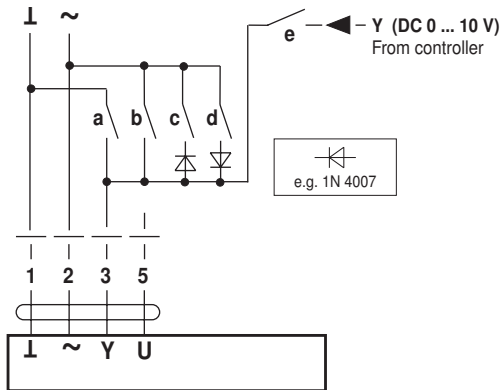 ⊥ ~
Y (DC 0 ... 10 V)
e
From controller
a b c d
e.g. 1N 4007
1 2 3 5
⊥ ~ Y U